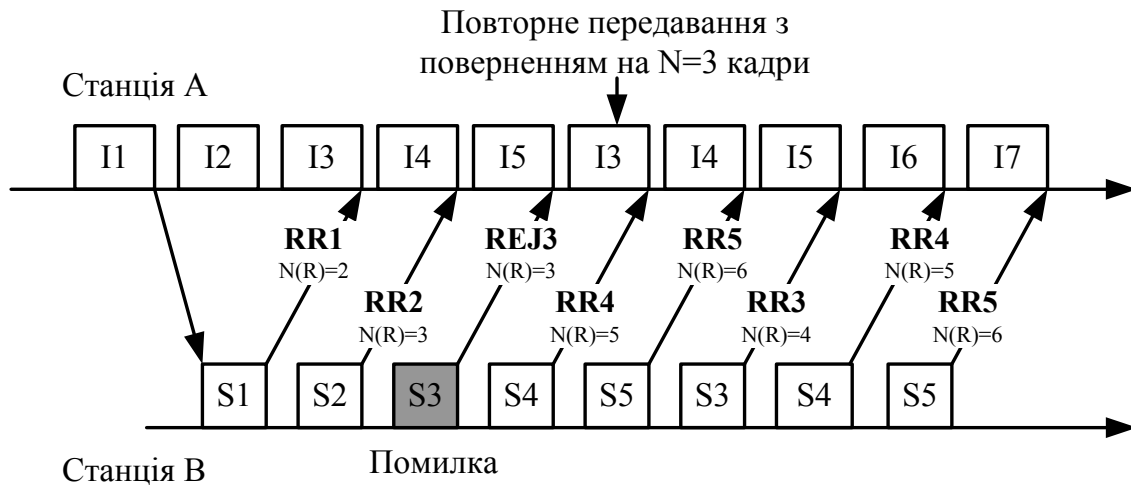 Повторне передавання з
поверненням на N=3 кадри
Станція А
I1 I2 I3 I4 I5 I3 I4 I5 I6 I7
RR1 REJ3 RR5 RR4
N(R)=2 N(R)=3 N(R)=6 N(R)=5
RR2 RR4 RR3 RR5
N(R)=3 N(R)=5 N(R)=4 N(R)=6
S1 S2 S3 S4 S5 S3 S4 S5
Станція В Помилка